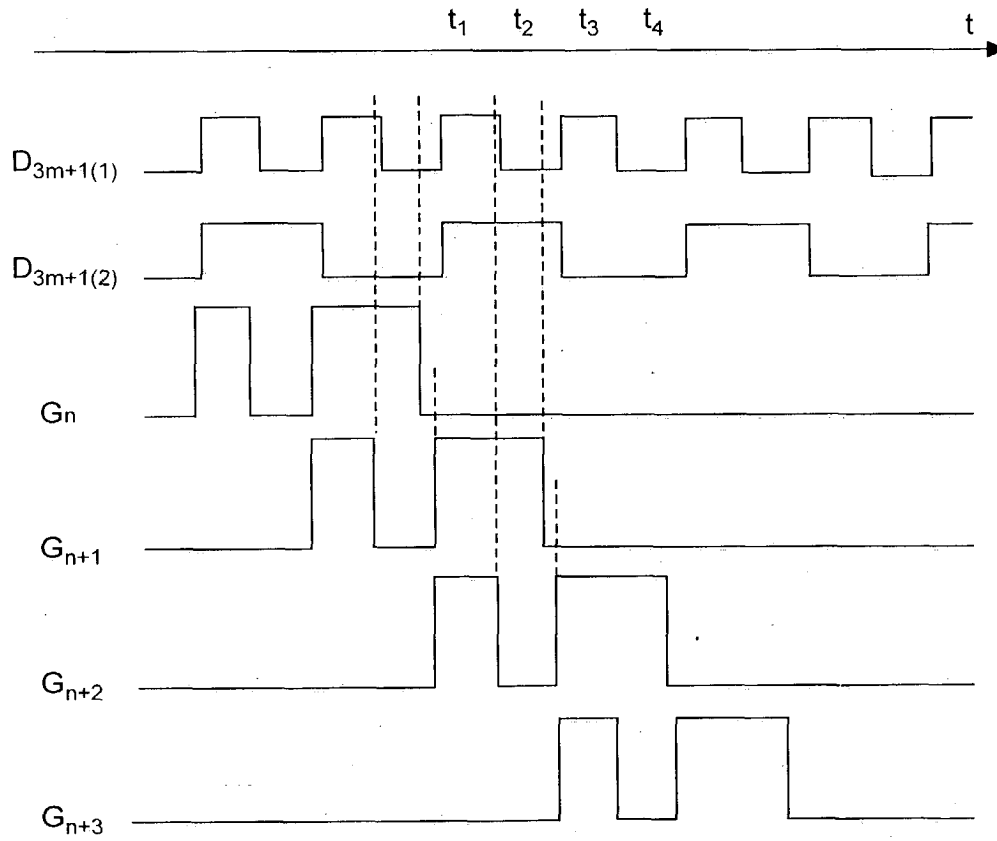 t₁ t₂ t₃ t₄ t
D₃ₘ₊₁₍₁₎
D₃ₘ₊₁₍₂₎
Gₙ
Gₙ₊₁
Gₙ₊₂
Gₙ₊₃